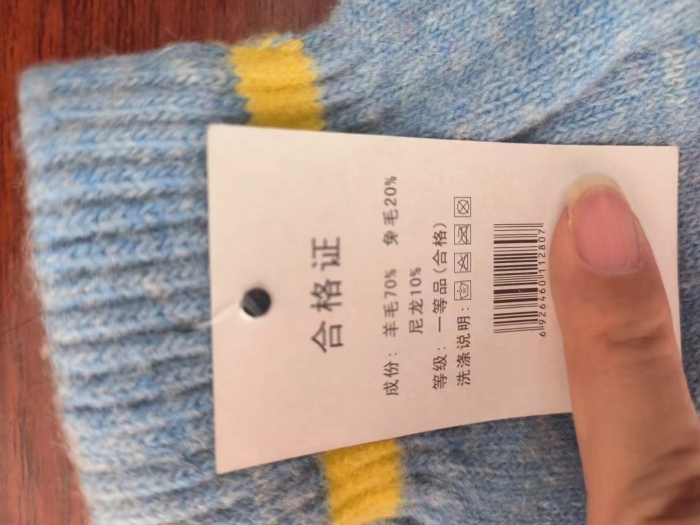 合格证
成份：羊毛70% 兔毛20%
尼龙10%
等级：一等品(合格)
洗涤说明：
6926460112807